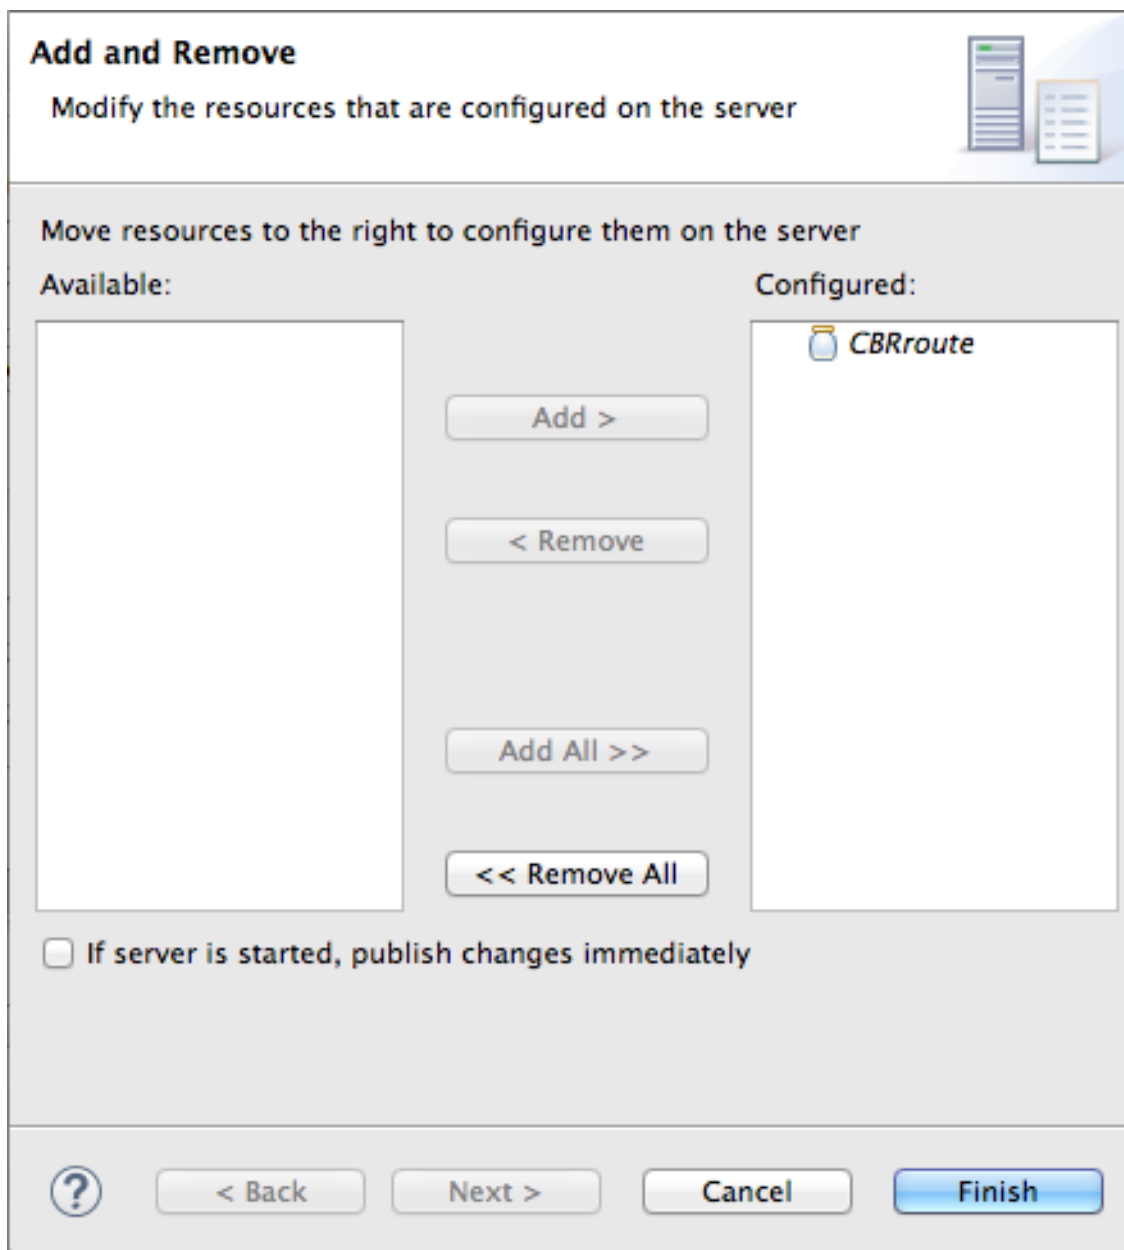 Add and Remove
Modify the resources that are configured on the server
Move resources to the right to configure them on the server
Available:
Configured:
CBRroute
Add >
< Remove
Add All >>
<< Remove All
If server is started, publish changes immediately
?
< Back
Next >
Cancel
Finish